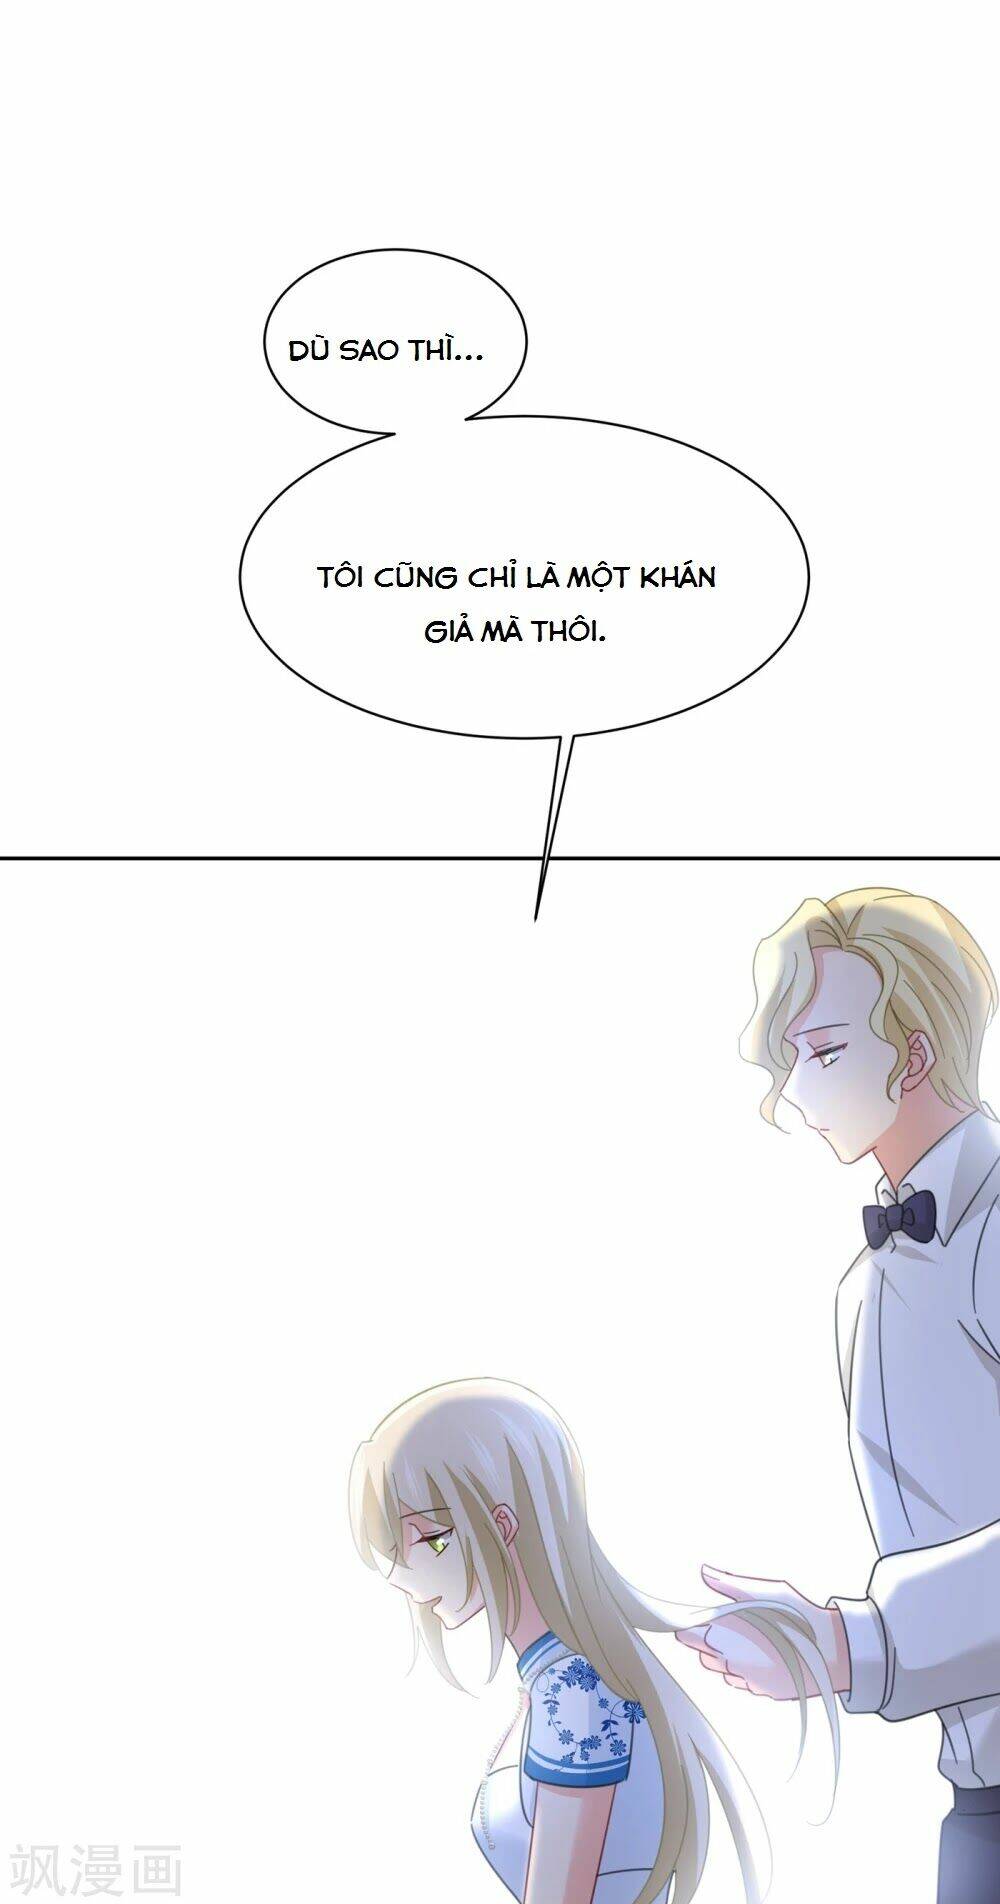 DÙ SAO THÌ...
TÔI CŨNG CHỈ LÀ MỘT KHÁN
GIẢ MÀ THÔI.
飒漫画